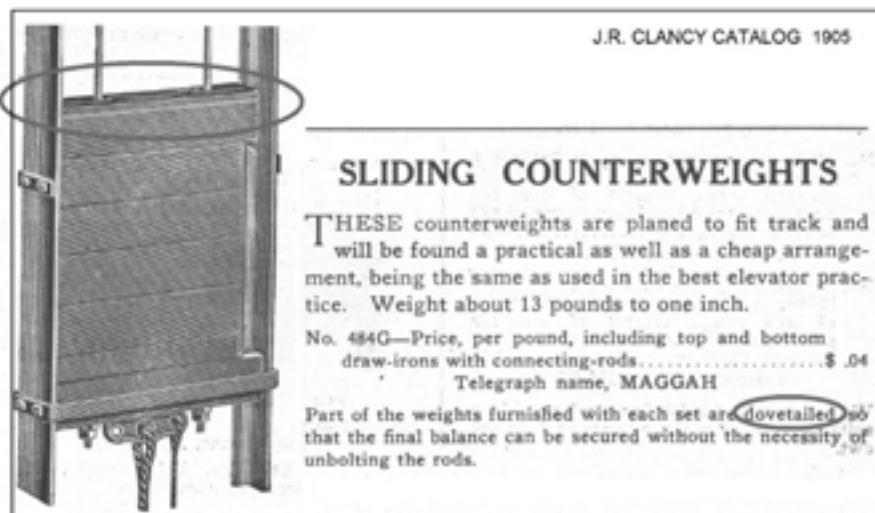 J.R. CLANCY CATALOG 1905
SLIDING COUNTERWEIGHTS
THESE counterweights are planed to fit track and
will be found a practical as well as a cheap arrange-
ment, being the same as used in the best elevator prac-
tice. Weight about 13 pounds to one inch.
No. 484G—Price, per pound, including top and bottom
draw-irons with connecting-rods......................$ .04
Telegraph name, MAGGAH
Part of the weights furnished with each set are dovetailed so
that the final balance can be secured without the necessity of
unbolting the rods.